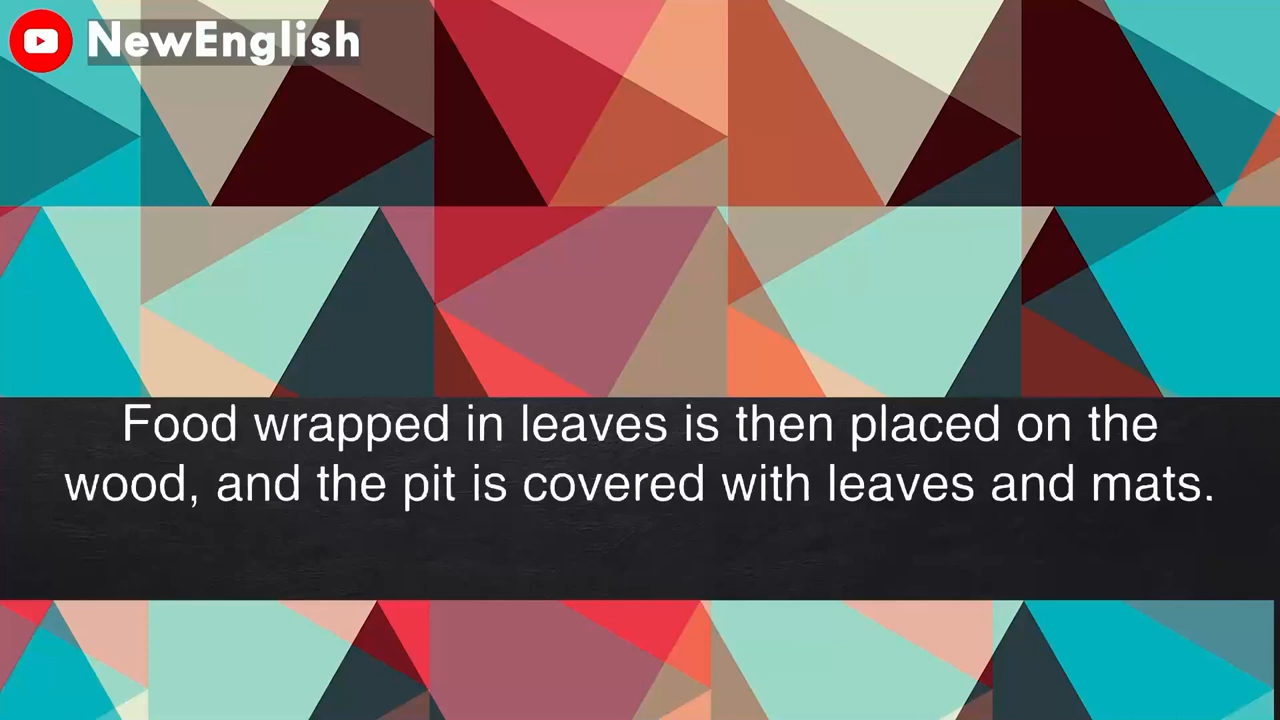 NewEnglish
Food wrapped in leaves is then placed on the
wood, and the pit is covered with leaves and mats.